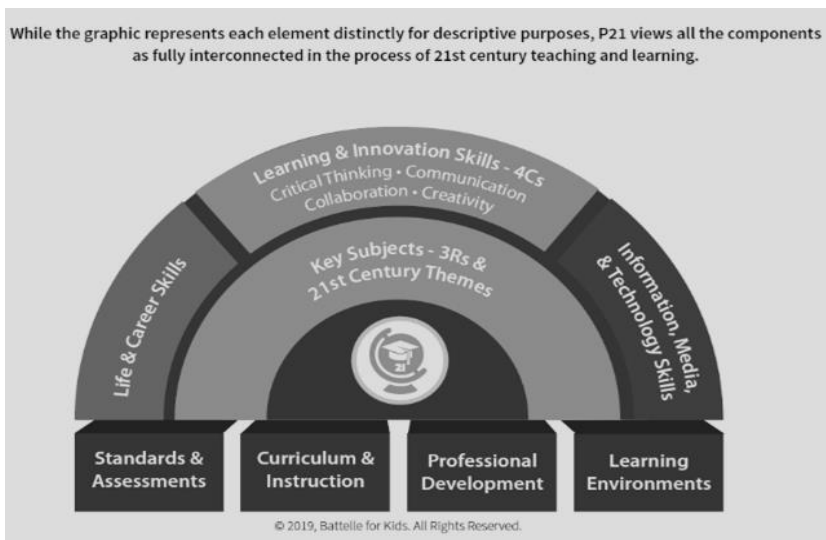 While the graphic represents each element distinctly for descriptive purposes, P21 views all the components
as fully interconnected in the process of 21st century teaching and learning.
Learning & Innovation Skills - 4Cs
Critical Thinking • Communication
Collaboration • Creativity
Life & Career Skills
Key Subjects - 3Rs &
21st Century Themes
Information, Media,
& Technology Skills
21
Standards &
Assessments
Curriculum &
Instruction
Professional
Development
Learning
Environments
© 2019, Battelle for Kids. All Rights Reserved.